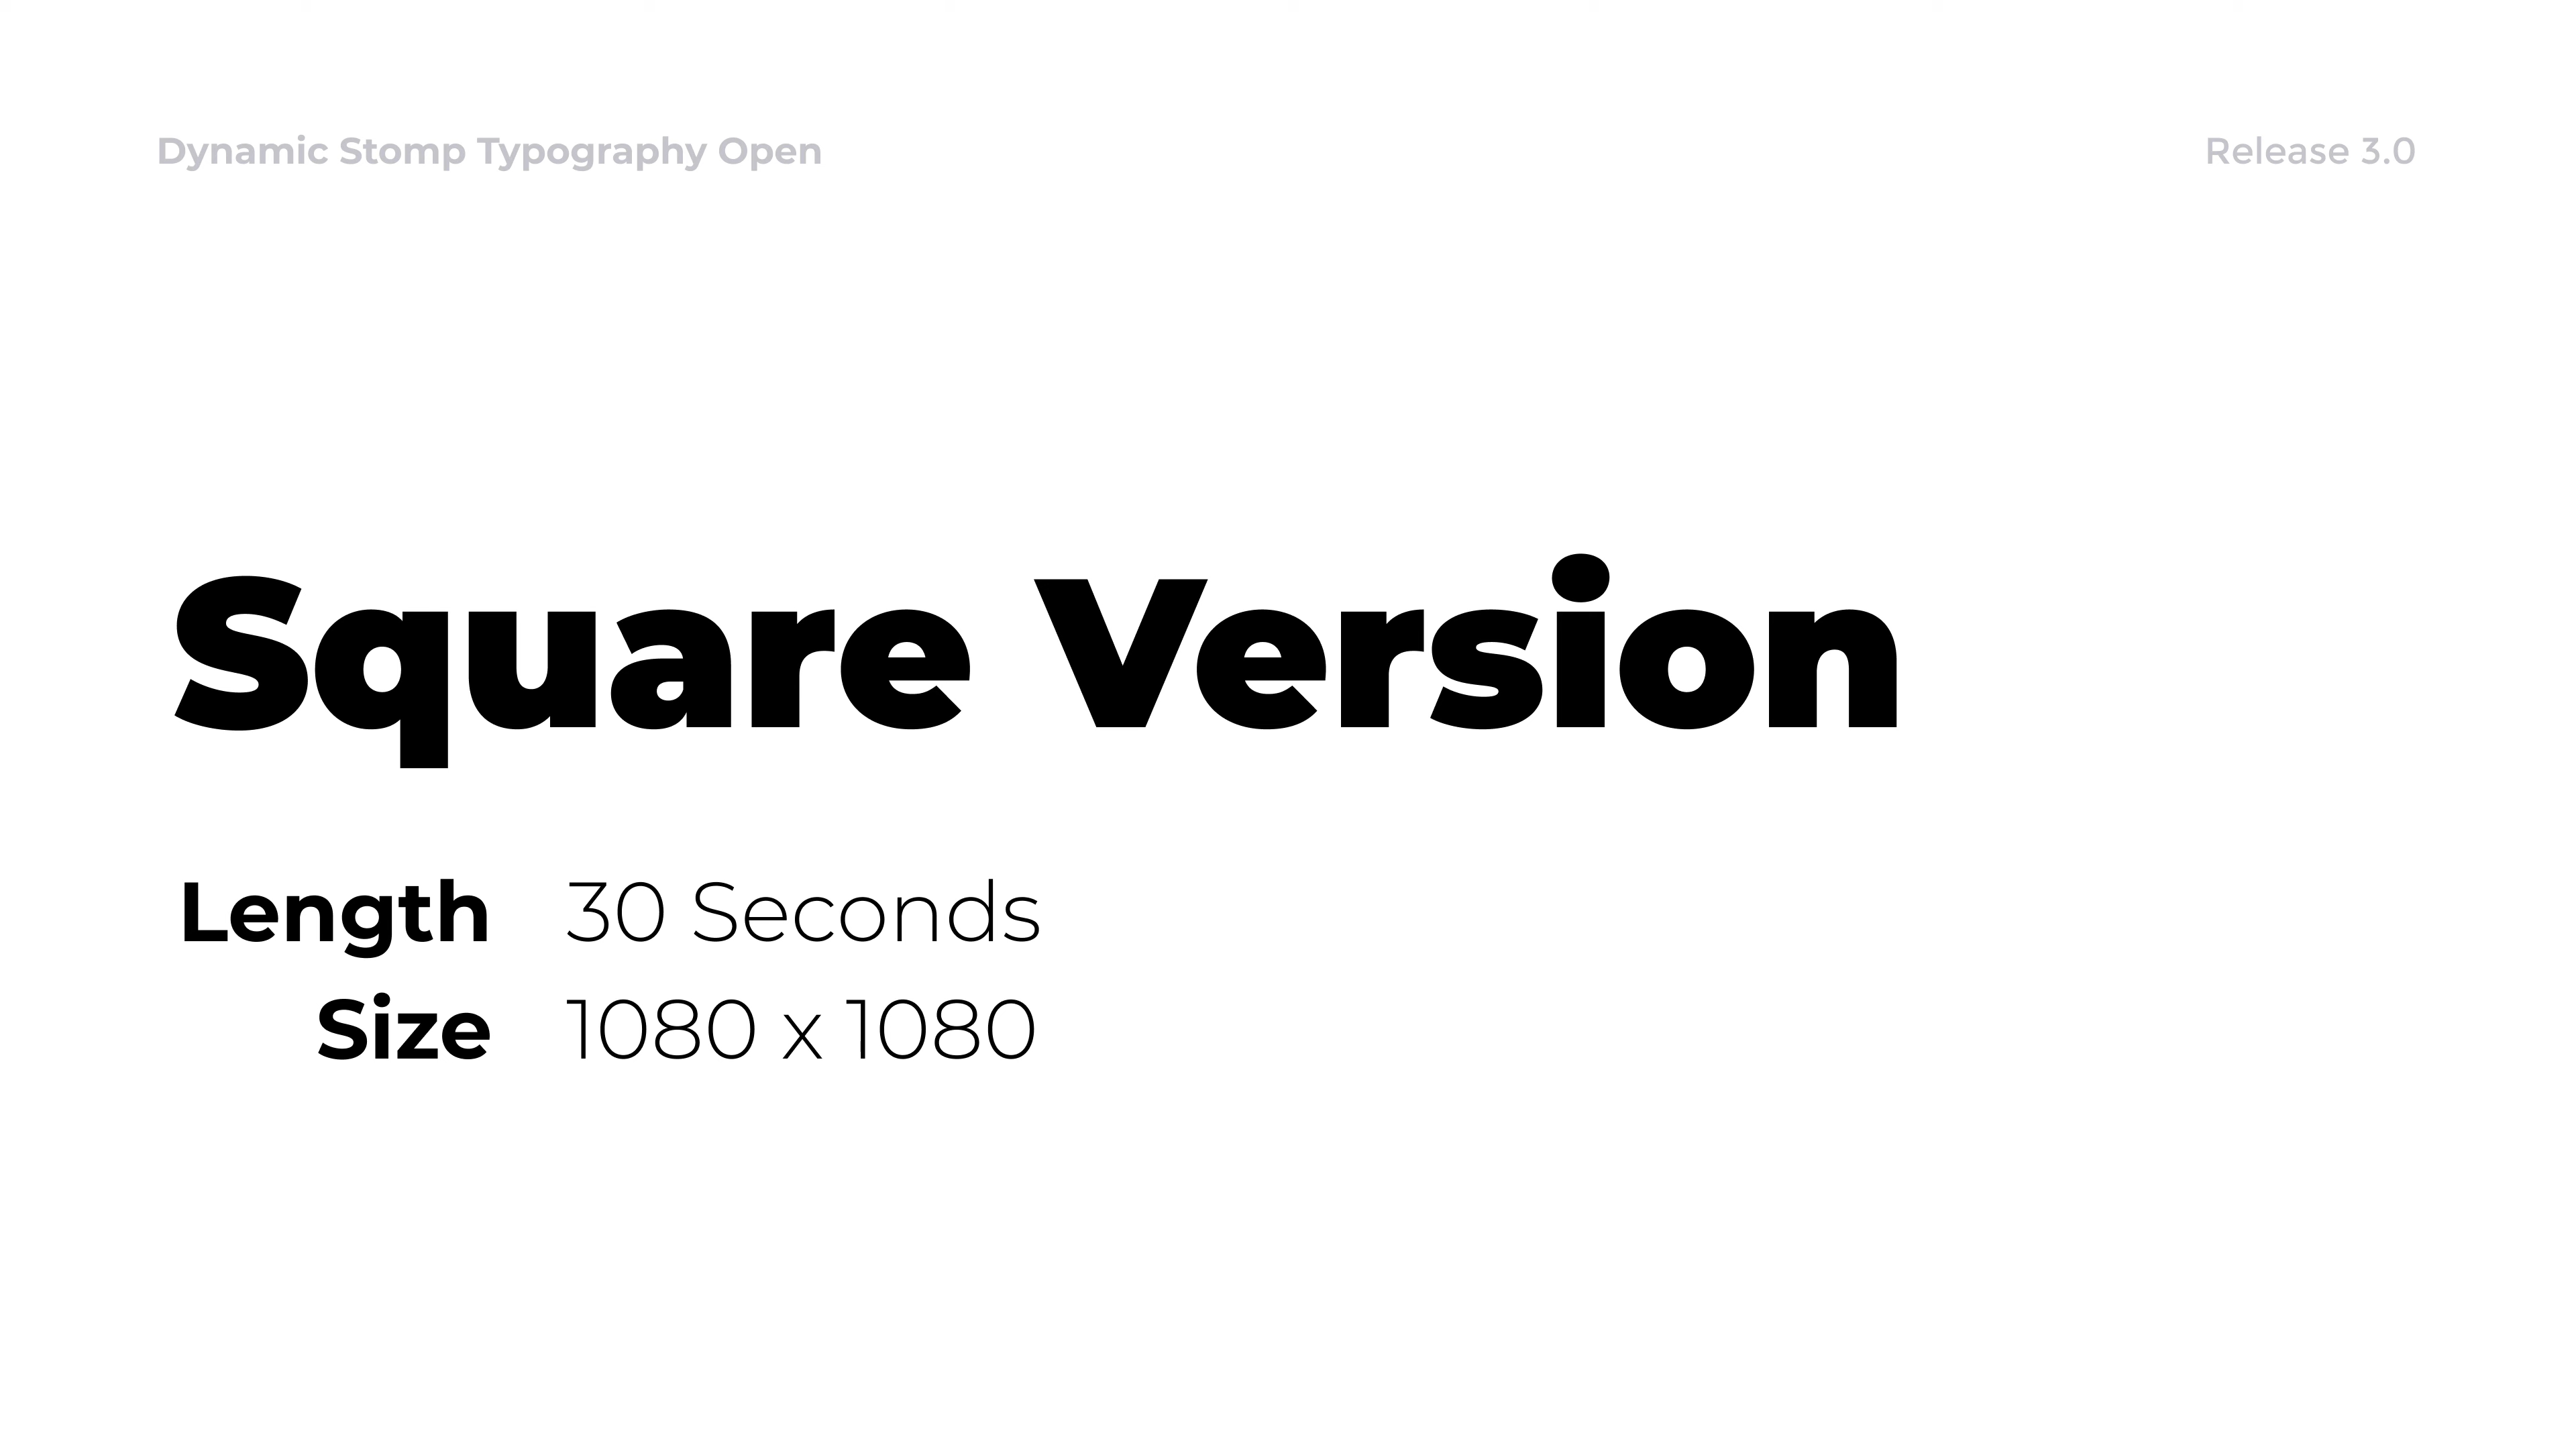 Dynamic Stomp Typography Open
Release 3.0
Square Version
Length 30 Seconds
Size 1080 x 1080